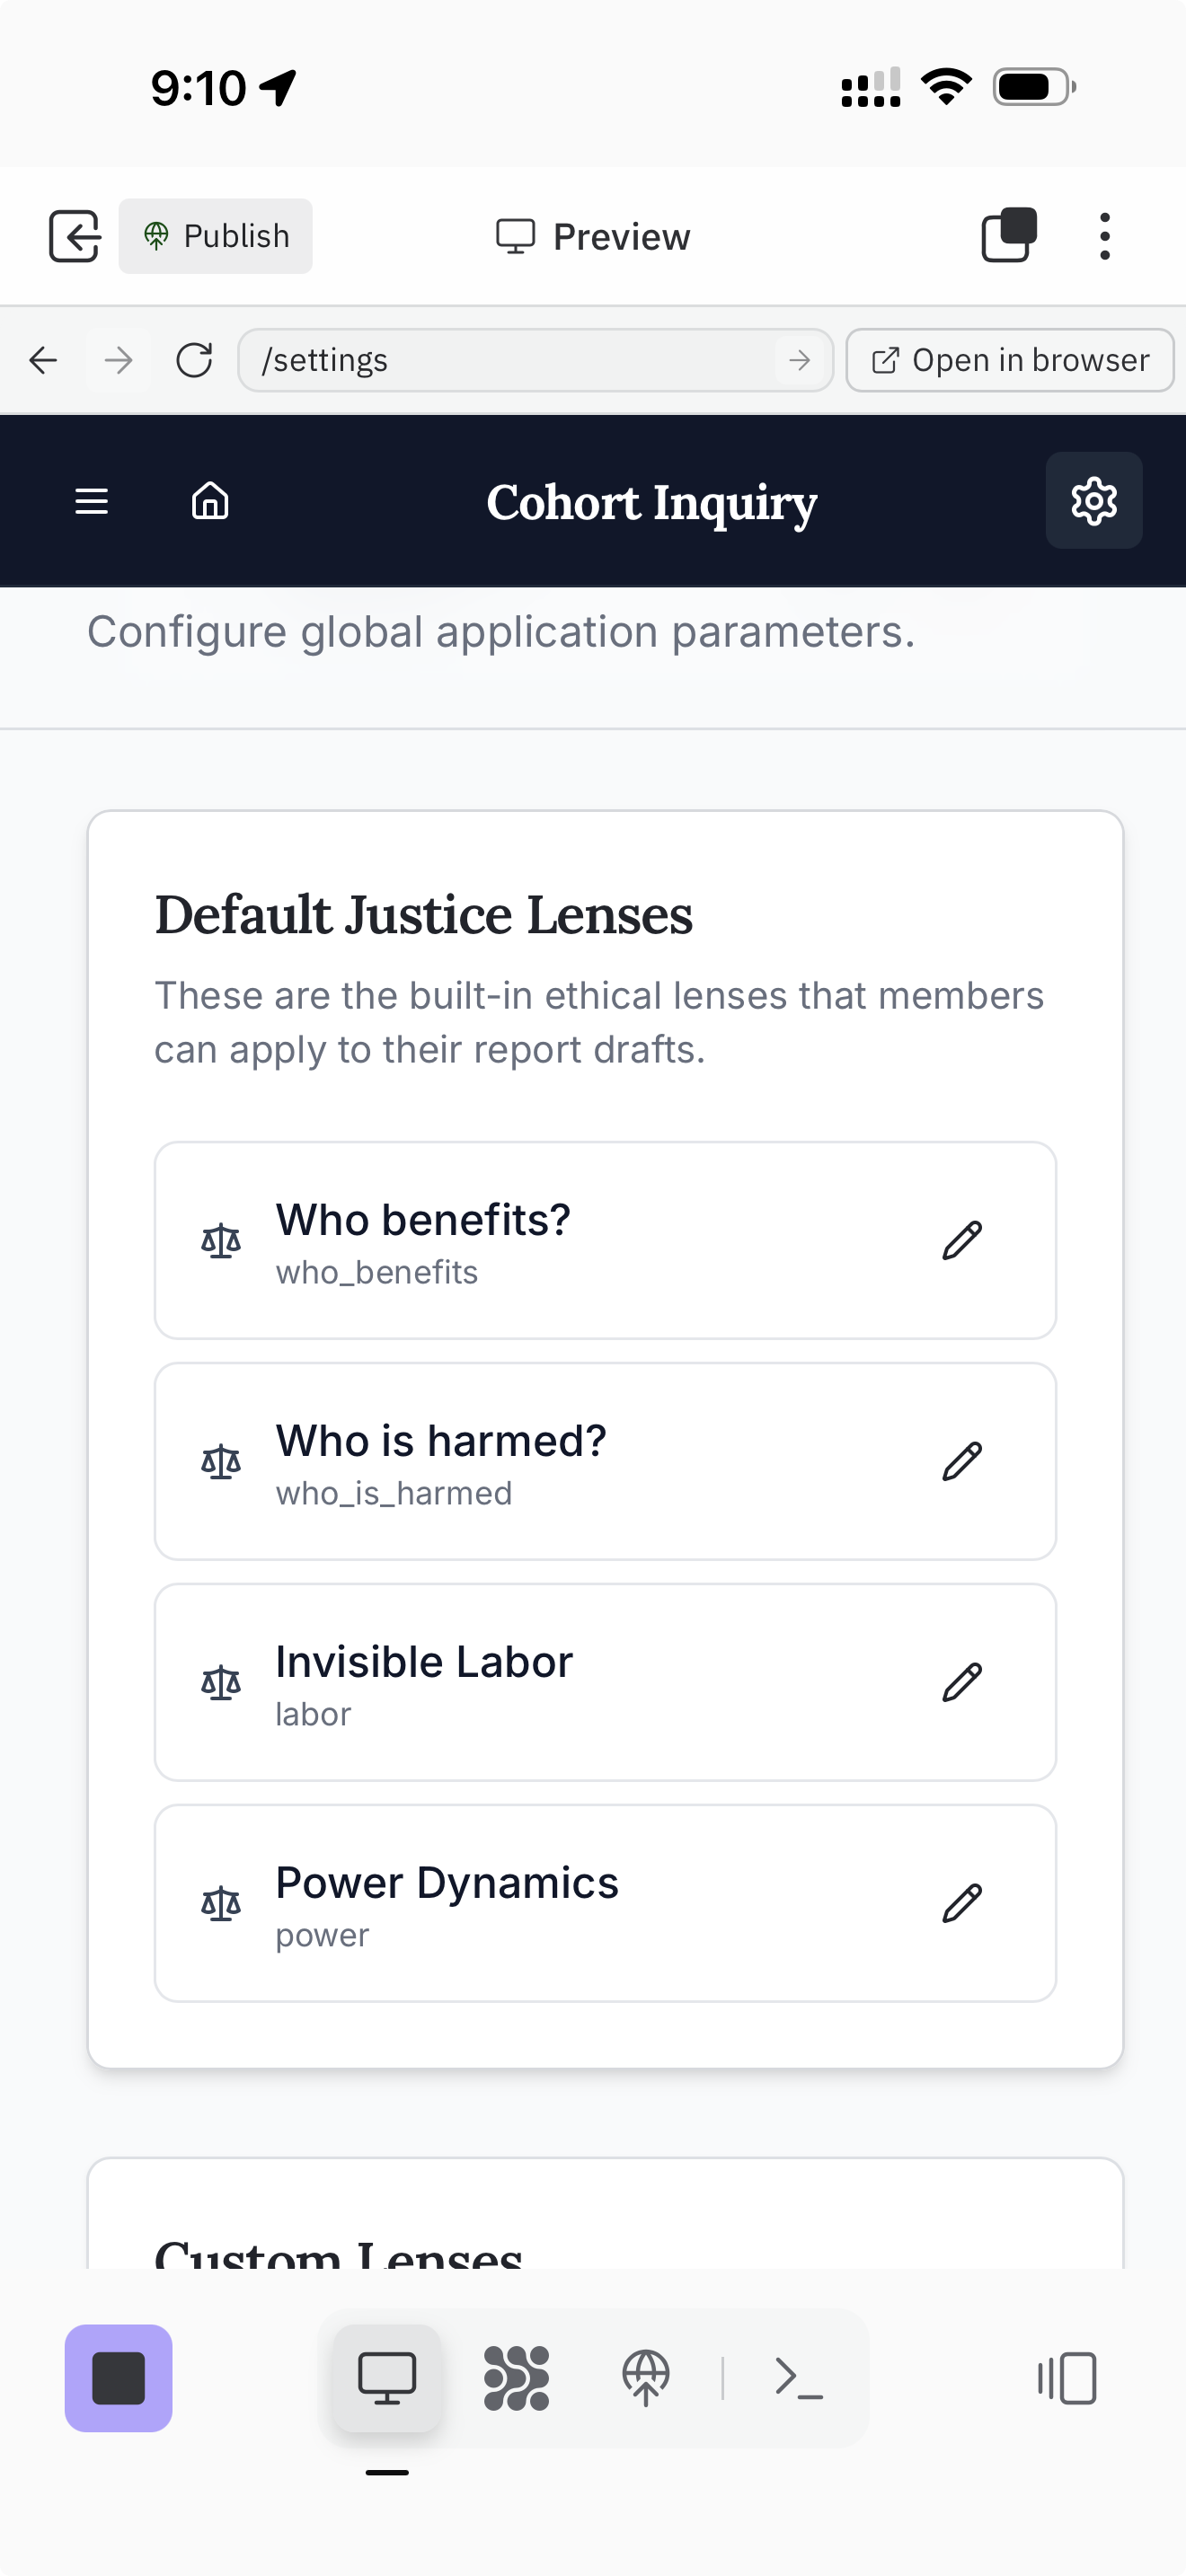 9:10
Publish
Preview
/settings
Open in browser
Cohort Inquiry
Configure global application parameters.
Default Justice Lenses
These are the built-in ethical lenses that members
can apply to their report drafts.
Who benefits?
who_benefits
Who is harmed?
who_is_harmed
Invisible Labor
labor
Power Dynamics
power
Custom Lenses